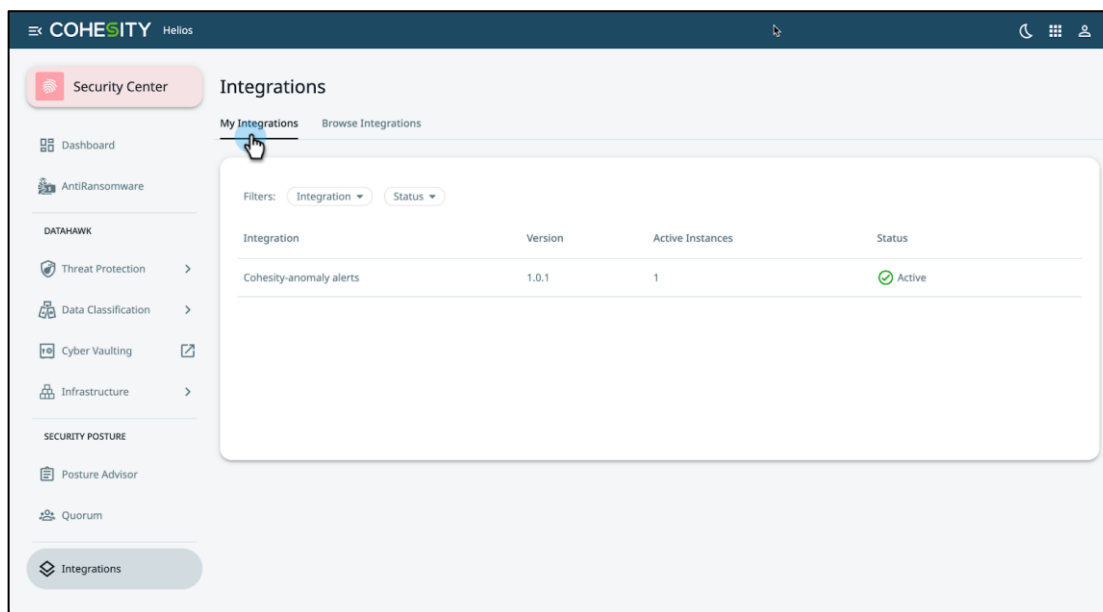 COHESITY Helios
Security Center
Dashboard
AntiRansomware
DATAHAWK
Threat Protection
Data Classification
Cyber Vaulting
Infrastructure
SECURITY POSTURE
Posture Advisor
Quorum
Integrations
Integrations
My Integrations Browse Integrations
Filters: Integration Status
Integration Version Active Instances Status
Cohesity-anomaly alerts 1.0.1 1 Active